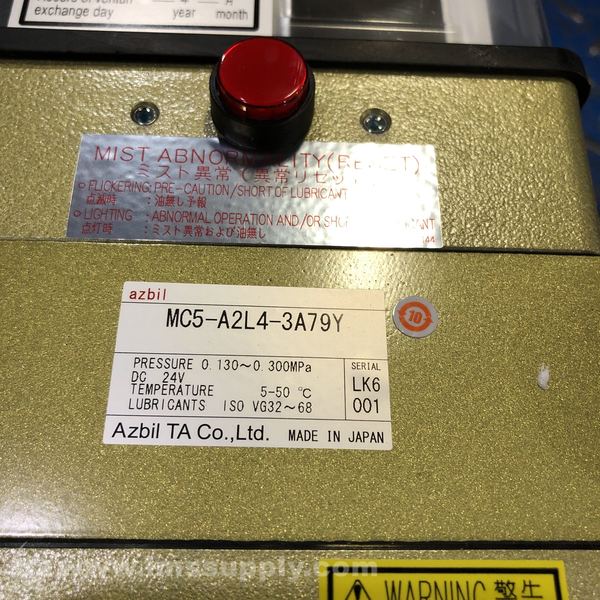 exchange day
year
month
MIST ABNORMALITY(RESET)
ミスト異常（異常リセット）
FLICKERING:PRE-CAUTION/SHORT OF LUBRICANT
点滅時 :油無し予報
LIGHTING :ABNORMAL OPERATION AND/OR
点灯時 :ミスト異常および油無し
azbil
MC5-A2L4-3A79Y
PRESSURE 0.130～0.300MPa
DC 24V
TEMPERATURE 5-50 ℃
LUBRICANTS ISO VG32～68
SERIAL
LK6
001
Azbil TA Co.,Ltd. MADE IN JAPAN
10
WARNING 警告